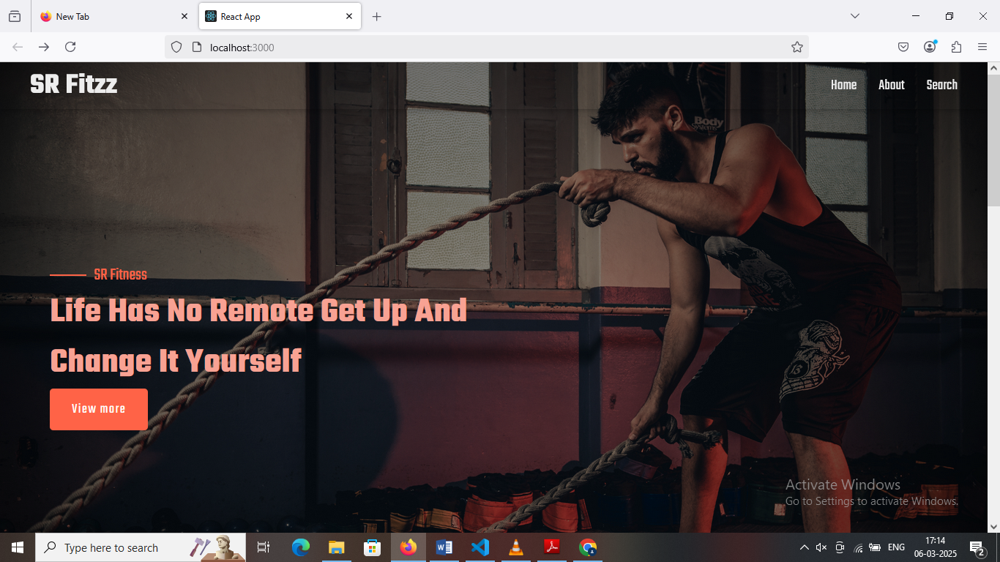 New Tab
React App
localhost:3000
SR Fitzz
Home About Search
Body
Systems
SR Fitness
Life Has No Remote Get Up And
Change It Yourself
View more
13
Activate Windows
Go to Settings to activate Windows.
Type here to search
ENG
17:14
06-03-2025
2